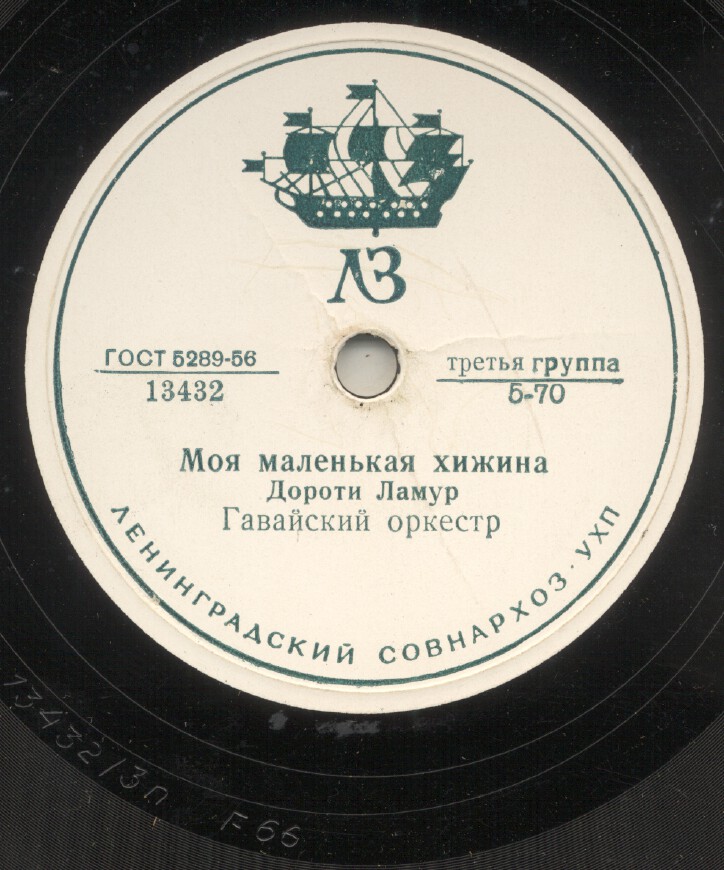 ЛЗ
ГОСТ 5289-56
13432
третья группа
5-70
Моя маленькая хижина
Дороти Ламур
Гавайский оркестр
ЛЕНИНГРАДСКИЙ СОВНАРХОЗ · УХП
13432/3п F66